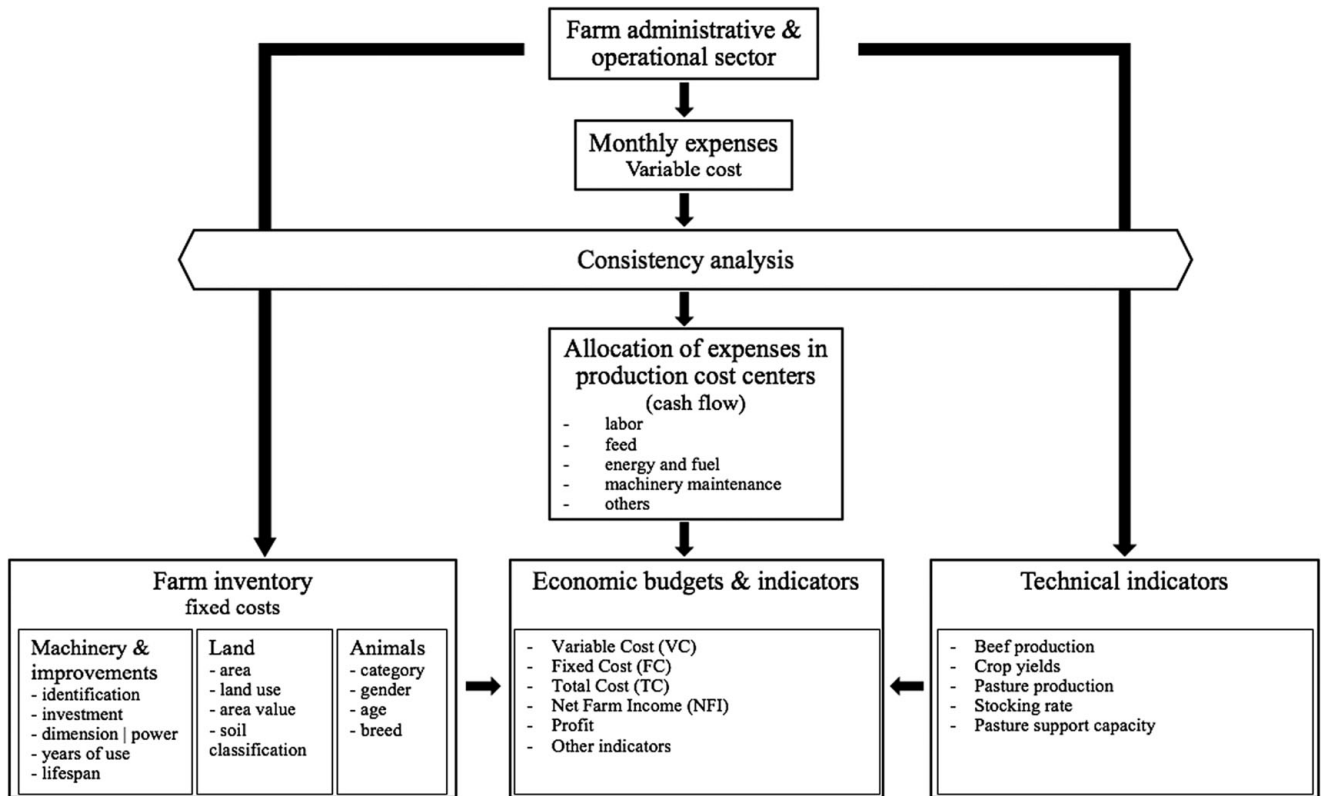 Farm administrative &
operational sector
Monthly expenses
Variable cost
Consistency analysis
Allocation of expenses in
production cost centers
(cash flow)
- labor
- feed
- energy and fuel
- machinery maintenance
- others
Farm inventory
fixed costs
Machinery &
improvements
- identification
- investment
- dimension | power
- years of use
- lifespan
Land
- area
- land use
- area value
- soil
classification
Animals
- category
- gender
- age
- breed
Economic budgets & indicators
- Variable Cost (VC)
- Fixed Cost (FC)
- Total Cost (TC)
- Net Farm Income (NFI)
- Profit
- Other indicators
Technical indicators
- Beef production
- Crop yields
- Pasture production
- Stocking rate
- Pasture support capacity